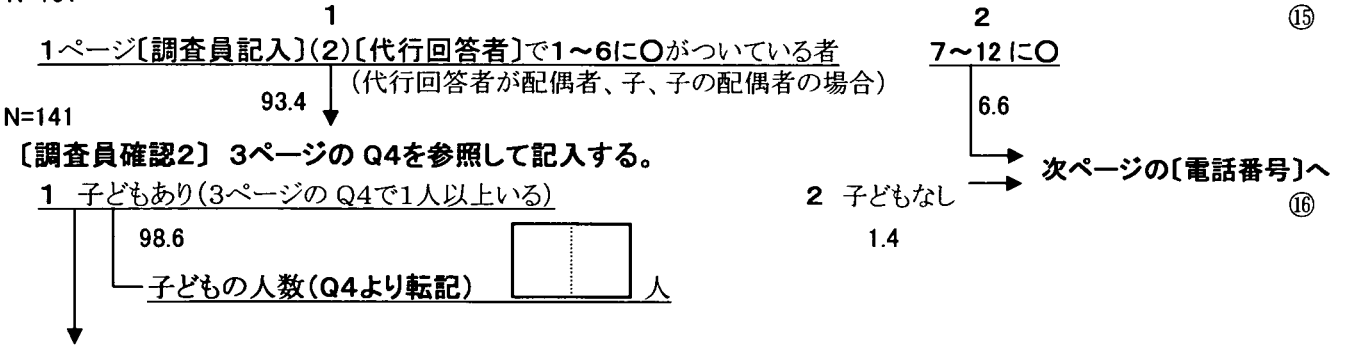 1 2 ⑮
1ページ〔調査員記入〕(2)〔代行回答者〕で1～6に○がついている者 7～12に○
(代行回答者が配偶者、子、子の配偶者の場合)
93.4 6.6
N=141
〔調査員確認2〕 3ページの Q4を参照して記入する。
次ページの〔電話番号〕へ
1 子どもあり(3ページの Q4で1人以上いる) 2 子どもなし ⑯
98.6 1.4
子どもの人数(Q4より転記) 人